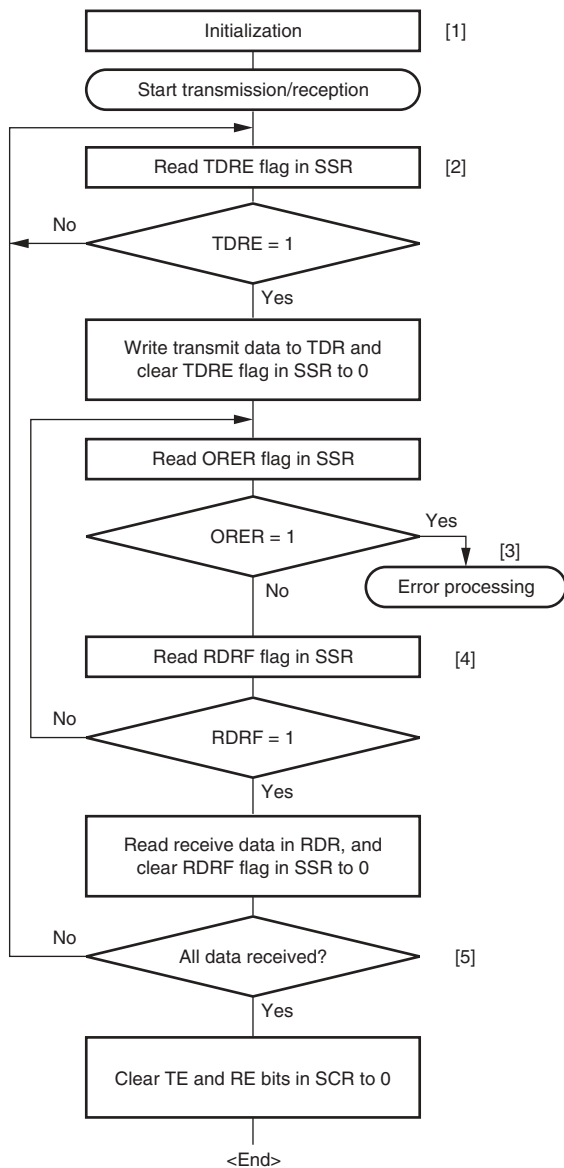 Initialization
[1]
Start transmission/reception
Read TDRE flag in SSR
[2]
No
TDRE = 1
Yes
Write transmit data to TDR and
clear TDRE flag in SSR to 0
Read ORER flag in SSR
ORER = 1
Yes
[3]
Error processing
No
Read RDRF flag in SSR
[4]
No
RDRF = 1
Yes
Read receive data in RDR, and
clear RDRF flag in SSR to 0
No
All data received?
[5]
Yes
Clear TE and RE bits in SCR to 0
<End>